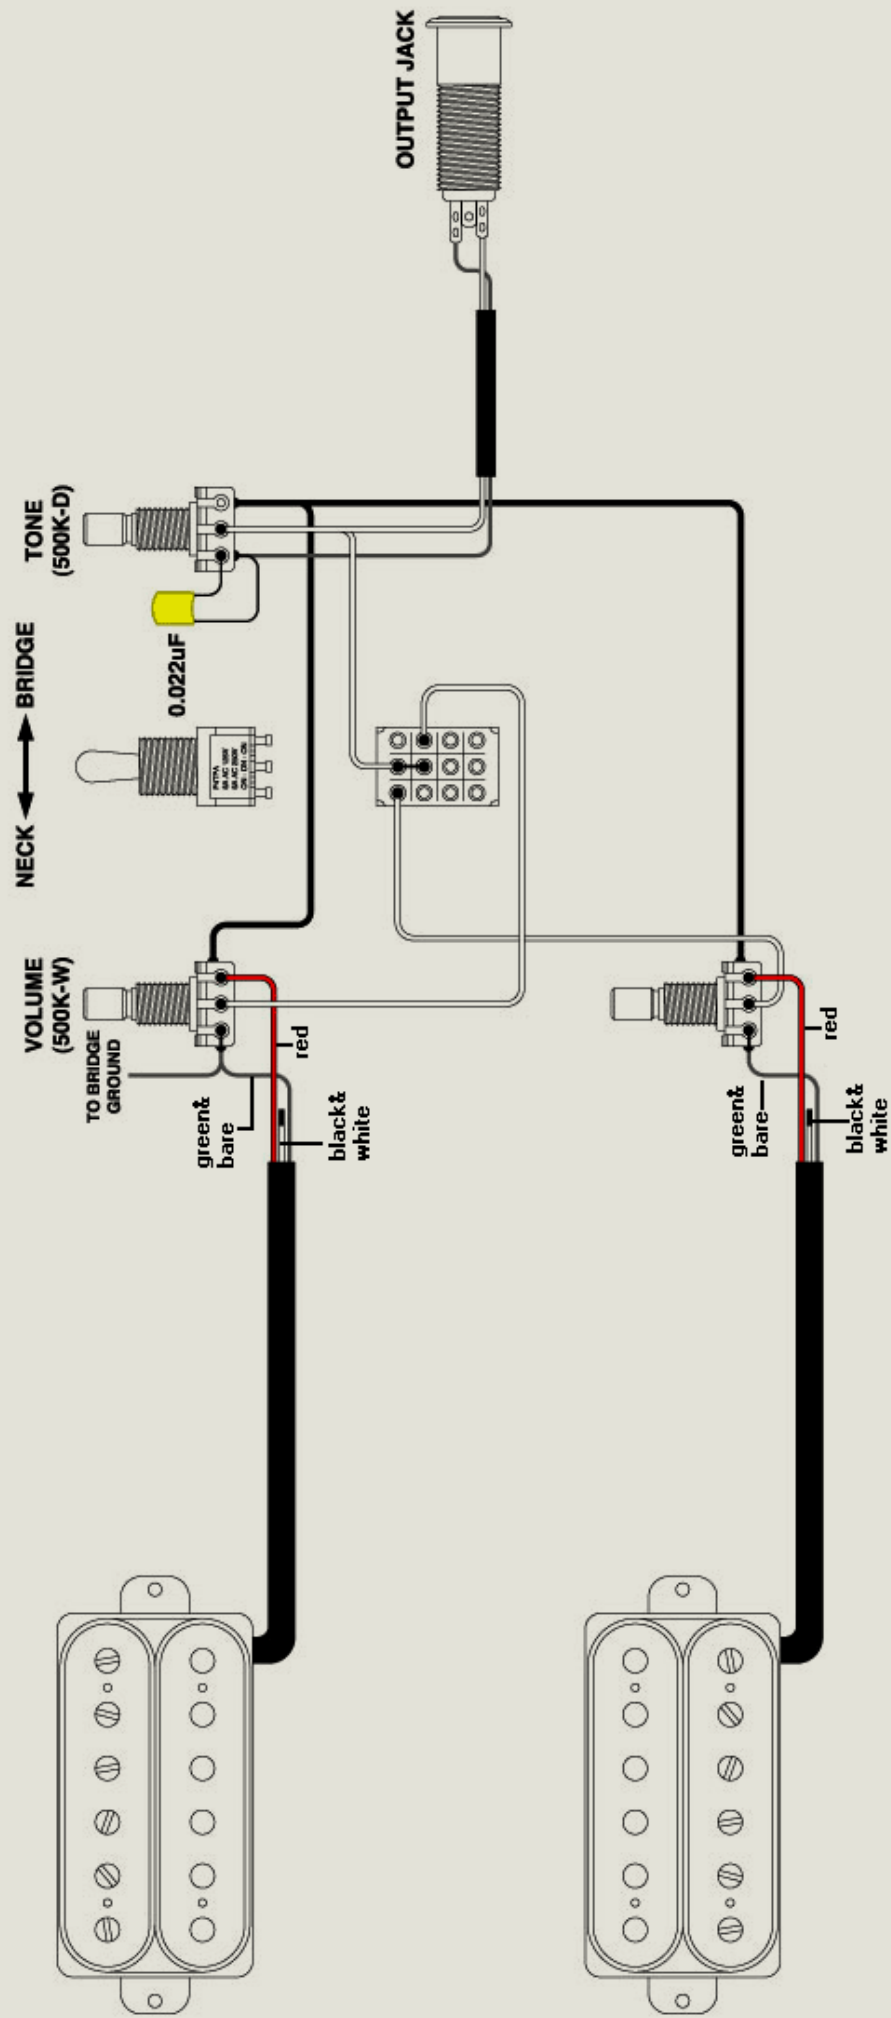 OUTPUT JACK
TONE
(500K-D)
NECK
BRIDGE
0.022uF
VOLUME
(500K-W)
TO BRIDGE
GROUND
red
green&
bare
black&
white
red
green&
bare
black&
white